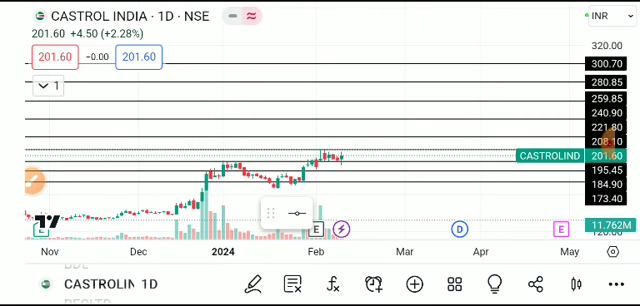 CASTROL INDIA · 1D · NSE
INR
201.60 +4.50 (+2.28%)
201.60 −0.00 201.60
1
320.00
300.70
280.85
259.85
240.90
221.80
208.10
CASTROLIND 201.60
195.45
184.90
173.40
11.762M
E E D E
Nov Dec 2024 Feb Mar Apr May
CASTROLIN 1D